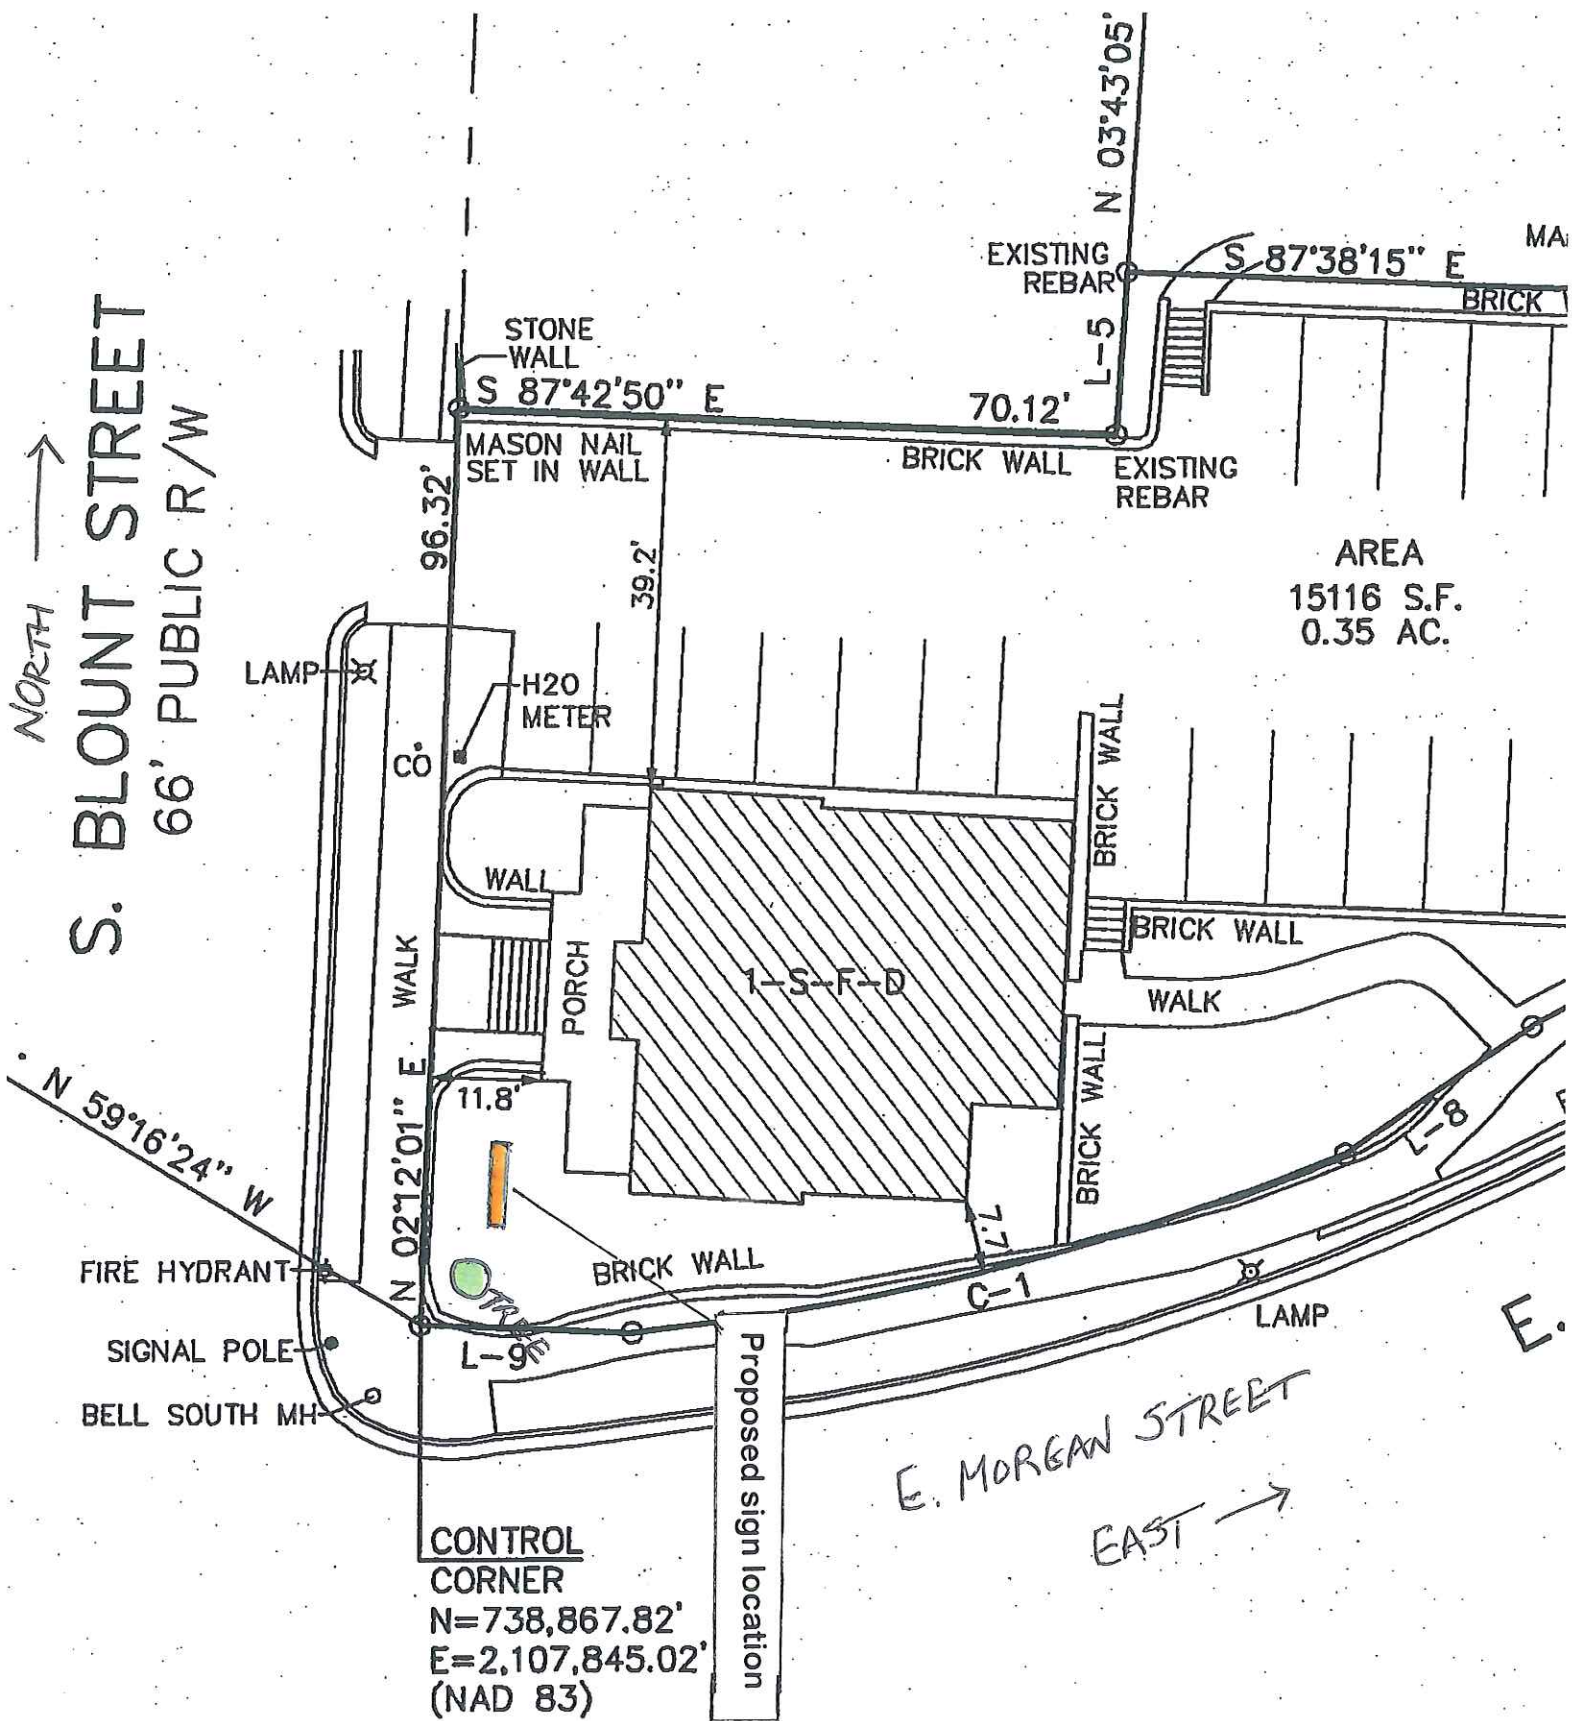 N 03°43'05'
EXISTING
REBAR
S 87°38'15" E
MA
BRICK
L-5
STONE
WALL
S 87°42'50" E
70.12'
MASON NAIL
SET IN WALL
BRICK WALL
EXISTING
REBAR
NORTH
S. BLOUNT STREET
66' PUBLIC R/W
96.32'
39.2'
AREA
15116 S.F.
0.35 AC.
LAMP
H2O
METER
CO
BRICK WALL
WALL
WALK
PORCH
1-S-F-D
BRICK WALL
WALK
N 02°12'01" E
11.8'
BRICK WALL
N 59°16'24" W
L-8
7.7'
FIRE HYDRANT
BRICK WALL
C-1
TREE
LAMP
E.
SIGNAL POLE
L-9
BELL SOUTH MH
Proposed sign location
E. MORGAN STREET
EAST
CONTROL
CORNER
N=738,867.82'
E=2,107,845.02'
(NAD 83)